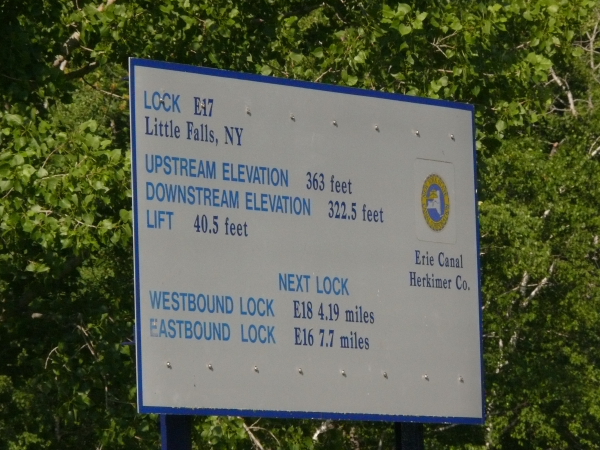 LOCK E17
Little Falls, NY
UPSTREAM ELEVATION 363 feet
DOWNSTREAM ELEVATION 322.5 feet
LIFT 40.5 feet
Erie Canal
Herkimer Co.
NEXT LOCK
WESTBOUND LOCK E18 4.19 miles
EASTBOUND LOCK E16 7.7 miles